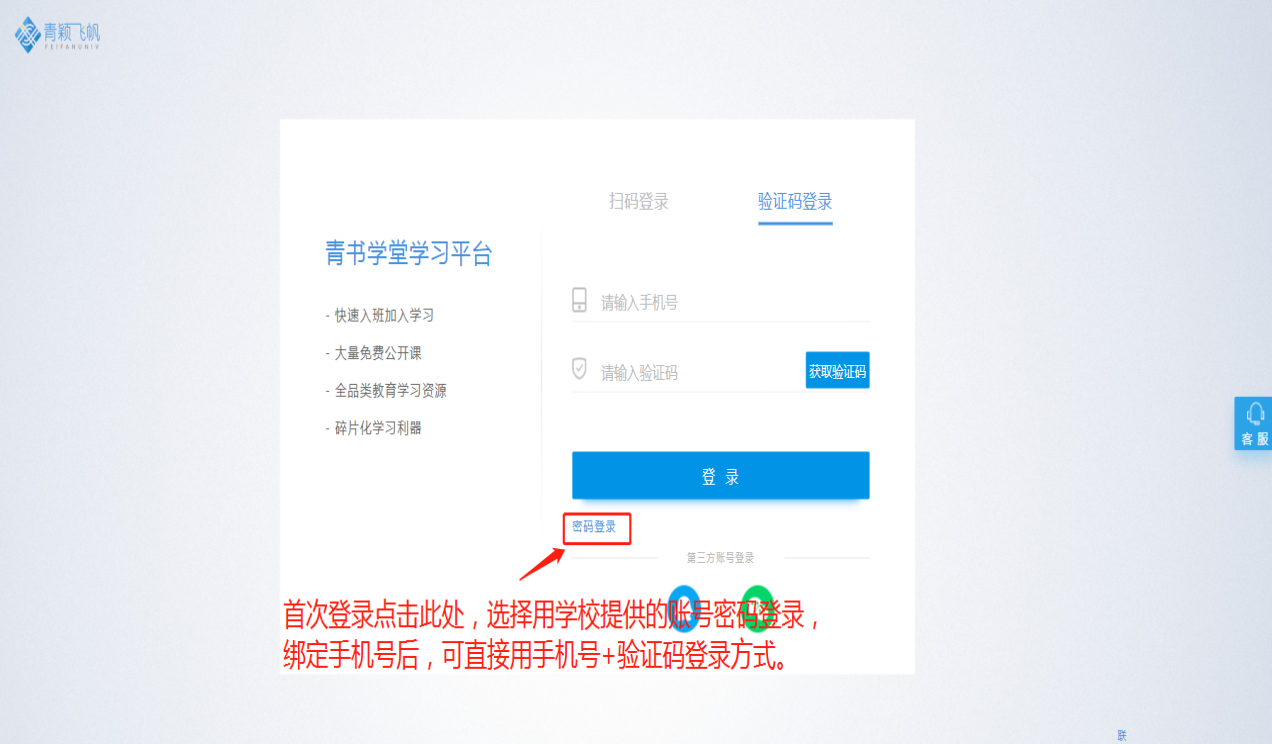 青颖飞帆
FEIFANUNIV
扫码登录
验证码登录
青书学堂学习平台
- 快速入班加入学习
- 大量免费公开课
- 全品类教育学习资源
- 碎片化学习利器
请输入手机号
请输入验证码
获取验证码
登 录
密码登录
第三方账号登录
首次登录点击此处，选择用学校提供的账号密码登录，
绑定手机号后，可直接用手机号+验证码登录方式。
客 服
联